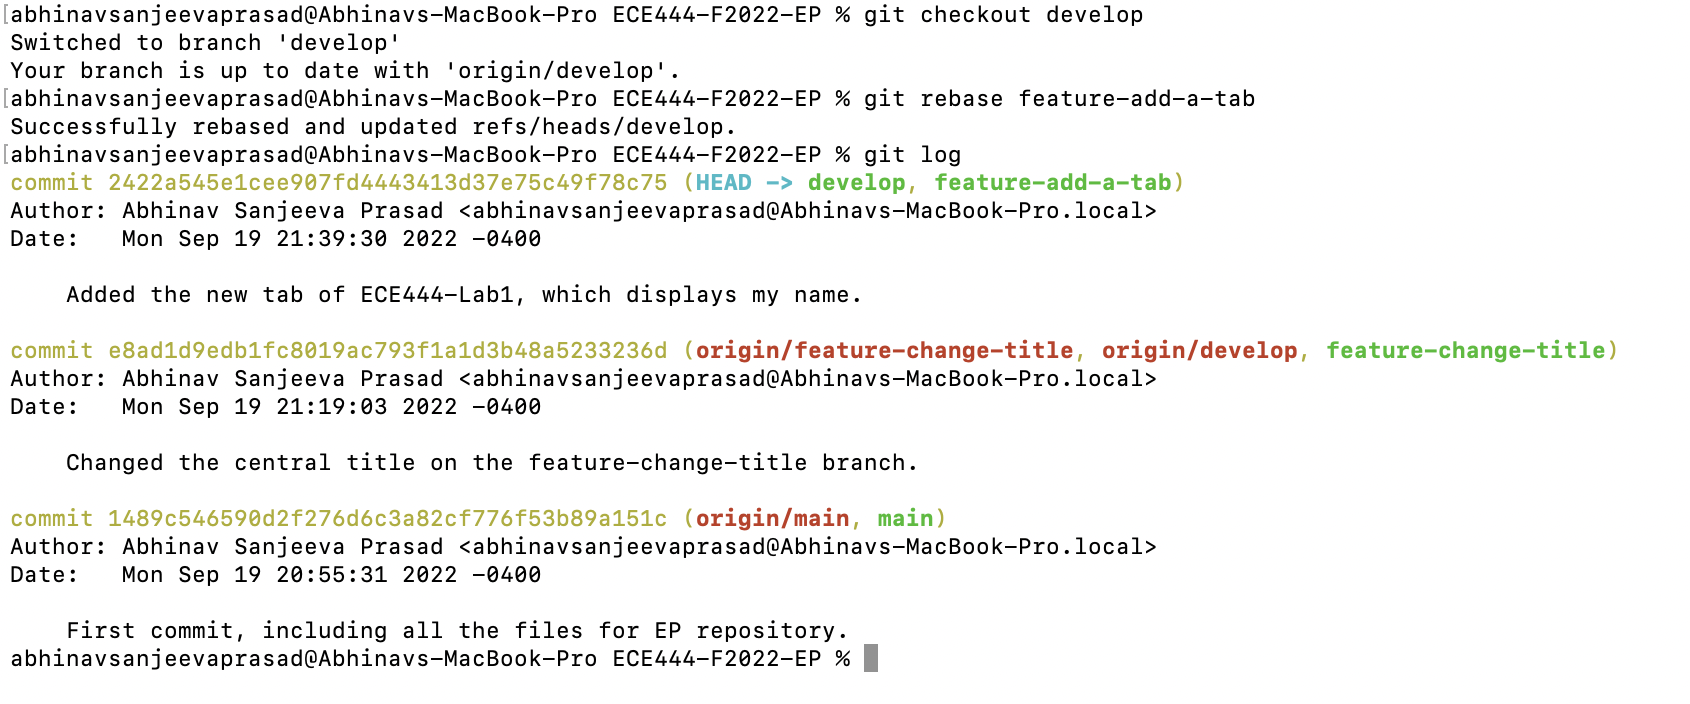 [abhinavsanjeevaprasad@Abhinavs-MacBook-Pro ECE444-F2022-EP % git checkout develop
Switched to branch 'develop'
Your branch is up to date with 'origin/develop'.
[abhinavsanjeevaprasad@Abhinavs-MacBook-Pro ECE444-F2022-EP % git rebase feature-add-a-tab
Successfully rebased and updated refs/heads/develop.
[abhinavsanjeevaprasad@Abhinavs-MacBook-Pro ECE444-F2022-EP % git log
commit 2422a545e1cee907fd4443413d37e75c49f78c75 (HEAD -> develop, feature-add-a-tab)
Author: Abhinav Sanjeeva Prasad <abhinavsanjeevaprasad@Abhinavs-MacBook-Pro.local>
Date:   Mon Sep 19 21:39:30 2022 -0400

    Added the new tab of ECE444-Lab1, which displays my name.

commit e8ad1d9edb1fc8019ac793f1a1d3b48a5233236d (origin/feature-change-title, origin/develop, feature-change-title)
Author: Abhinav Sanjeeva Prasad <abhinavsanjeevaprasad@Abhinavs-MacBook-Pro.local>
Date:   Mon Sep 19 21:19:03 2022 -0400

    Changed the central title on the feature-change-title branch.

commit 1489c546590d2f276d6c3a82cf776f53b89a151c (origin/main, main)
Author: Abhinav Sanjeeva Prasad <abhinavsanjeevaprasad@Abhinavs-MacBook-Pro.local>
Date:   Mon Sep 19 20:55:31 2022 -0400

    First commit, including all the files for EP repository.
abhinavsanjeevaprasad@Abhinavs-MacBook-Pro ECE444-F2022-EP %